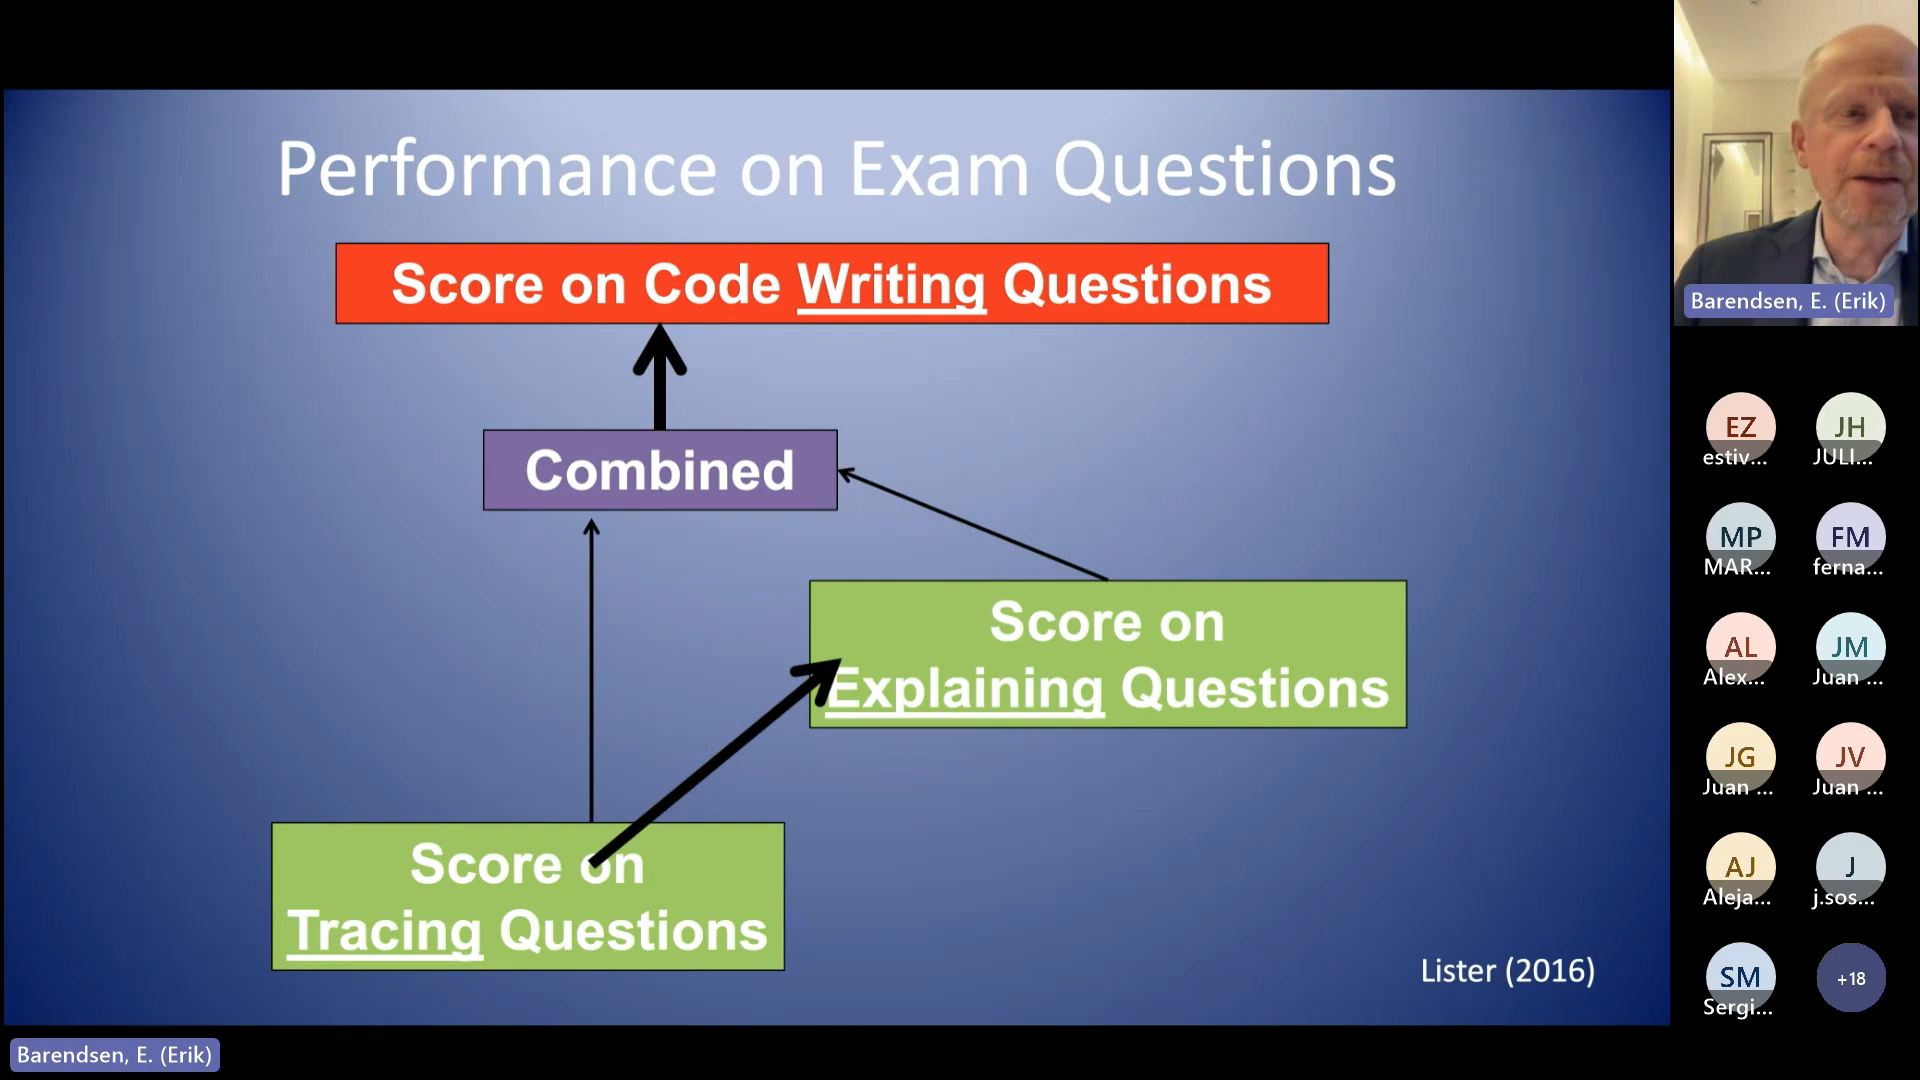 Performance on Exam Questions
Score on Code Writing Questions
Combined
Score on
Explaining Questions
Score on
Tracing Questions
Lister (2016)
Barendsen, E. (Erik)
Barendsen, E. (Erik)
EZ
estiv...
JH
JULI...
MP
MAR...
FM
ferna...
AL
Alex...
JM
Juan ...
JG
Juan ...
JV
Juan ...
AJ
Aleja...
J
j.sos...
SM
Sergi...
+18